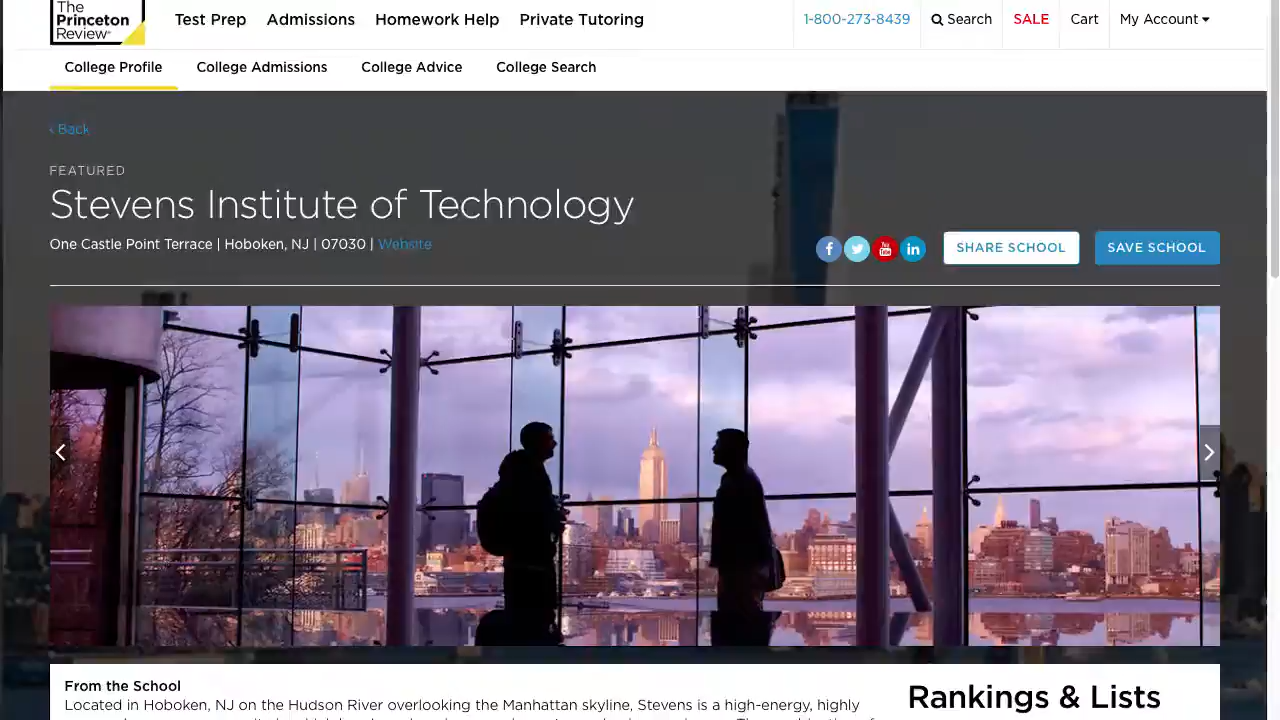 The
Princeton
Review
Test Prep Admissions Homework Help Private Tutoring
1-800-273-8439 Search SALE Cart My Account
College Profile College Admissions College Advice College Search
‹ Back
FEATURED
Stevens Institute of Technology
One Castle Point Terrace | Hoboken, NJ | 07030 | Website
SHARE SCHOOL SAVE SCHOOL
From the School
Located in Hoboken, NJ on the Hudson River overlooking the Manhattan skyline, Stevens is a high-energy, highly
Rankings & Lists